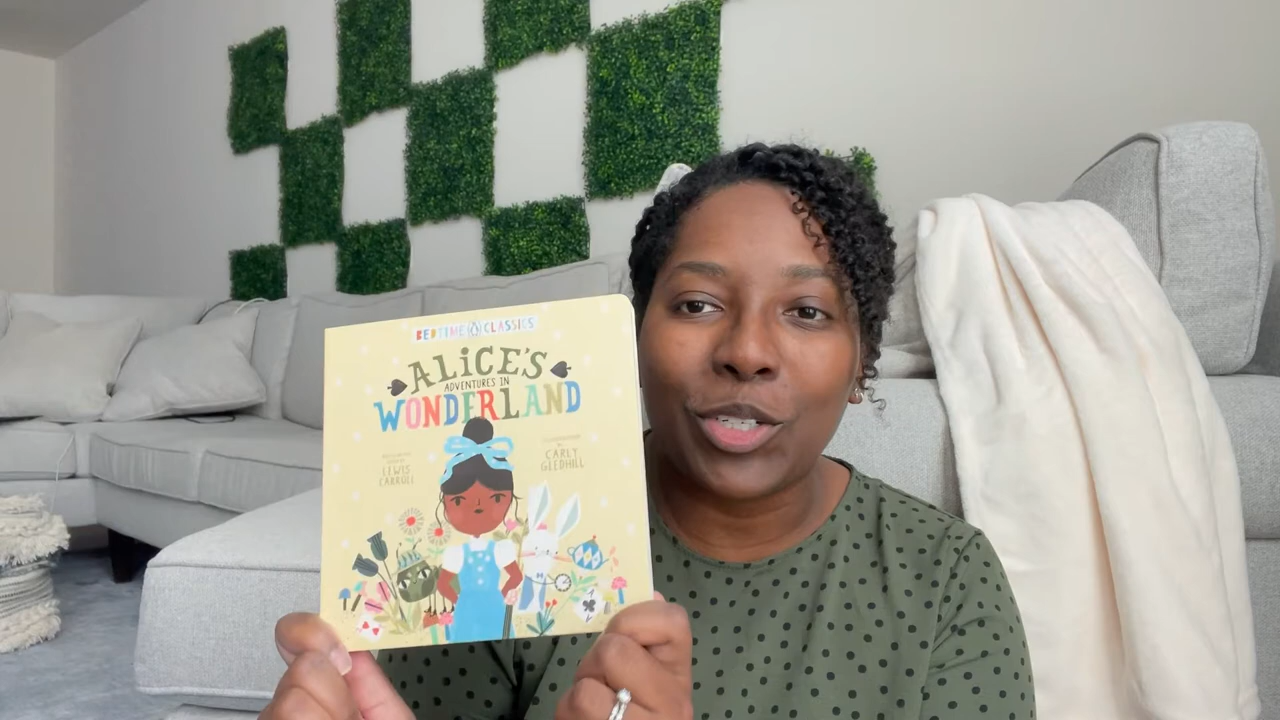 BEDTIME CLASSICS
ALiCE'S
ADVENTURES IN
WONDERLAND
LEWIS
CARROLL
CARLY
GLEDHILL